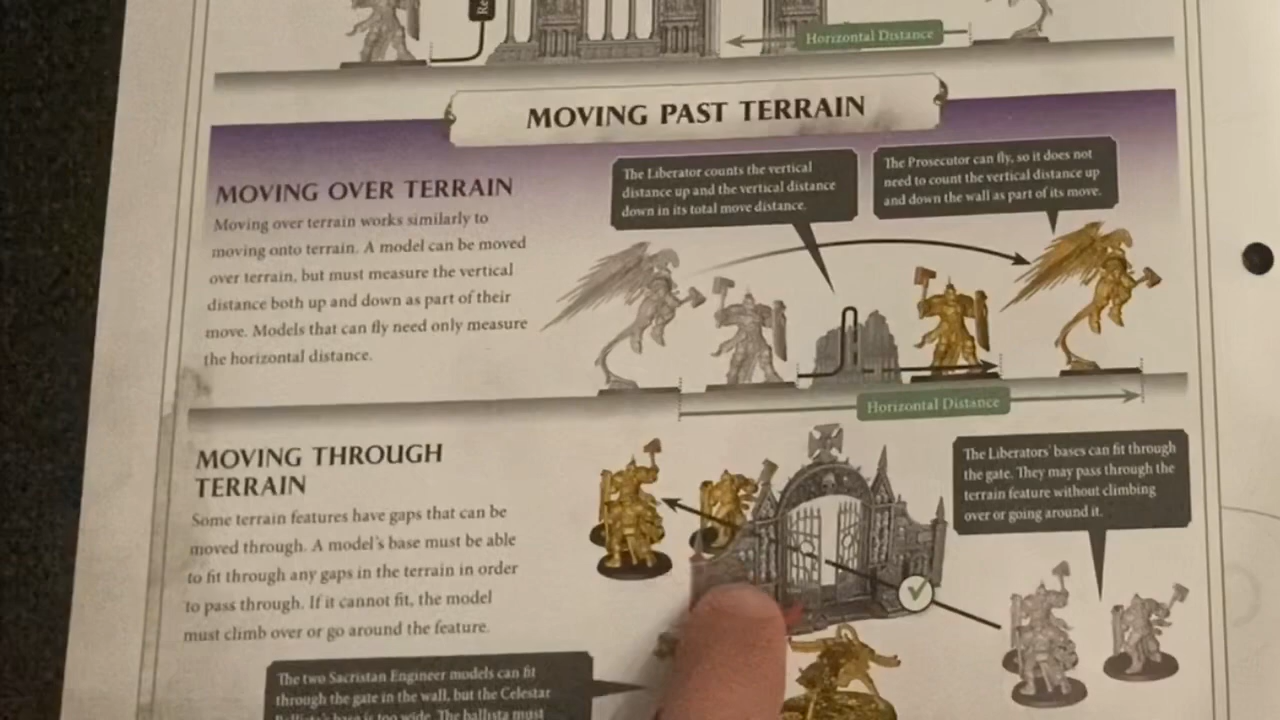 Re
Horizontal Distance
MOVING PAST TERRAIN
MOVING OVER TERRAIN
Moving over terrain works similarly to
moving onto terrain. A model can be moved
over terrain, but must measure the vertical
distance both up and down as part of their
move. Models that can fly need only measure
the horizontal distance.
The Liberator counts the vertical
distance up and the vertical distance
down in its total move distance.
The Prosecutor can fly, so it does not
need to count the vertical distance up
and down the wall as part of its move.
Horizontal Distance
MOVING THROUGH
TERRAIN
Some terrain features have gaps that can be
moved through. A model's base must be able
to fit through any gaps in the terrain in order
to pass through. If it cannot fit, the model
must climb over or go around the feature.
The Liberators' bases can fit through
the gate. They may pass through the
terrain feature without climbing
over or going around it.
The two Sacristan Engineer models can fit
through the gate in the wall, but the Celestar
Ballista's base is too wide. The ballista must